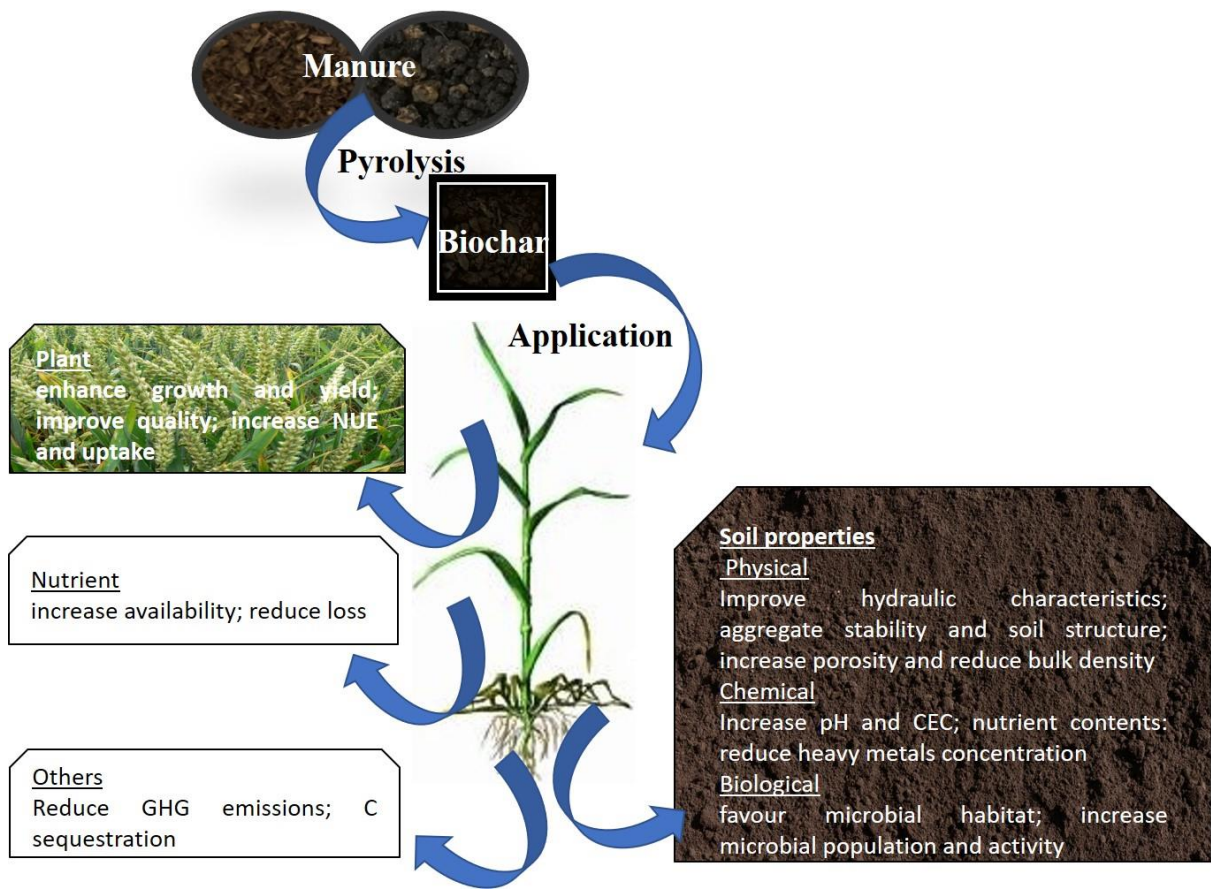 Manure
Pyrolysis
Biochar
Application
Plant
enhance growth and yield;
improve quality; increase NUE
and uptake
Nutrient
increase availability; reduce loss
Others
Reduce GHG emissions; C
sequestration
Soil properties
Physical
Improve hydraulic characteristics;
aggregate stability and soil structure;
increase porosity and reduce bulk density
Chemical
Increase pH and CEC; nutrient contents:
reduce heavy metals concentration
Biological
favour microbial habitat; increase
microbial population and activity